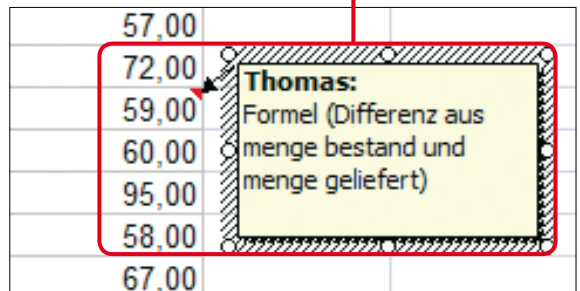 57,00
72,00
59,00
60,00
95,00
58,00
67,00
Thomas:
Formel (Differenz aus
menge bestand und
menge geliefert)